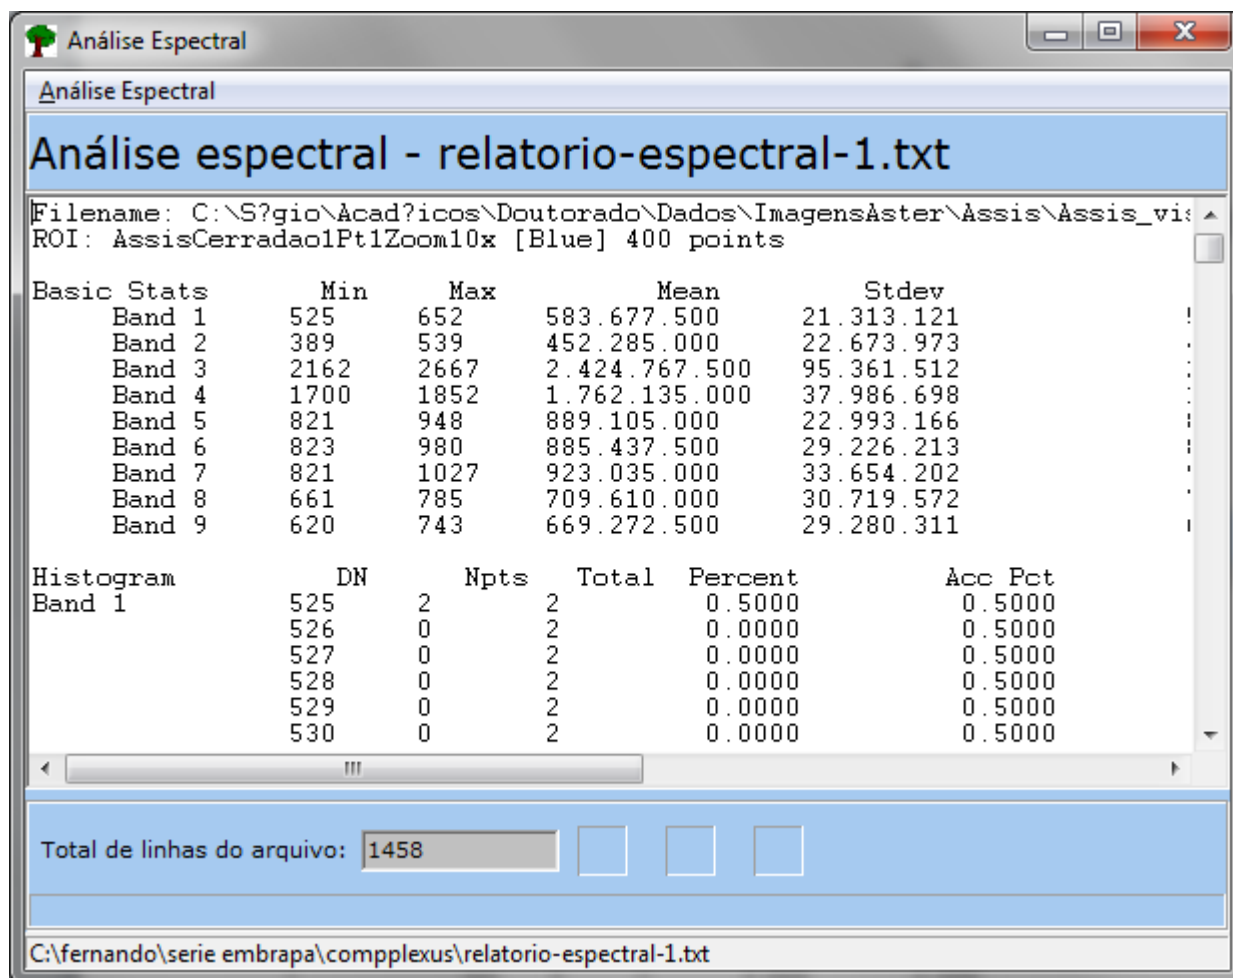 Análise Espectral
Análise Espectral
Análise espectral - relatorio-espectral-1.txt
Filename: C:\S?gio\Acad?icos\Doutorado\Dados\ImagensAster\Assis\Assis_vis
ROI: AssisCerradao1Pt1Zoom10x [Blue] 400 points
Basic Stats Min Max Mean Stdev
Band 1 525 652 583.677.500 21.313.121
Band 2 389 539 452.285.000 22.673.973
Band 3 2162 2667 2.424.767.500 95.361.512
Band 4 1700 1852 1.762.135.000 37.986.698
Band 5 821 948 889.105.000 22.993.166
Band 6 823 980 885.437.500 29.226.213
Band 7 821 1027 923.035.000 33.654.202
Band 8 661 785 709.610.000 30.719.572
Band 9 620 743 669.272.500 29.280.311
Histogram DN Npts Total Percent Acc Pct
Band 1 525 2 2 0.5000 0.5000
526 0 2 0.0000 0.5000
527 0 2 0.0000 0.5000
528 0 2 0.0000 0.5000
529 0 2 0.0000 0.5000
530 0 2 0.0000 0.5000
Total de linhas do arquivo: 1458
C:\fernando\serie embrapa\compplexus\relatorio-espectral-1.txt